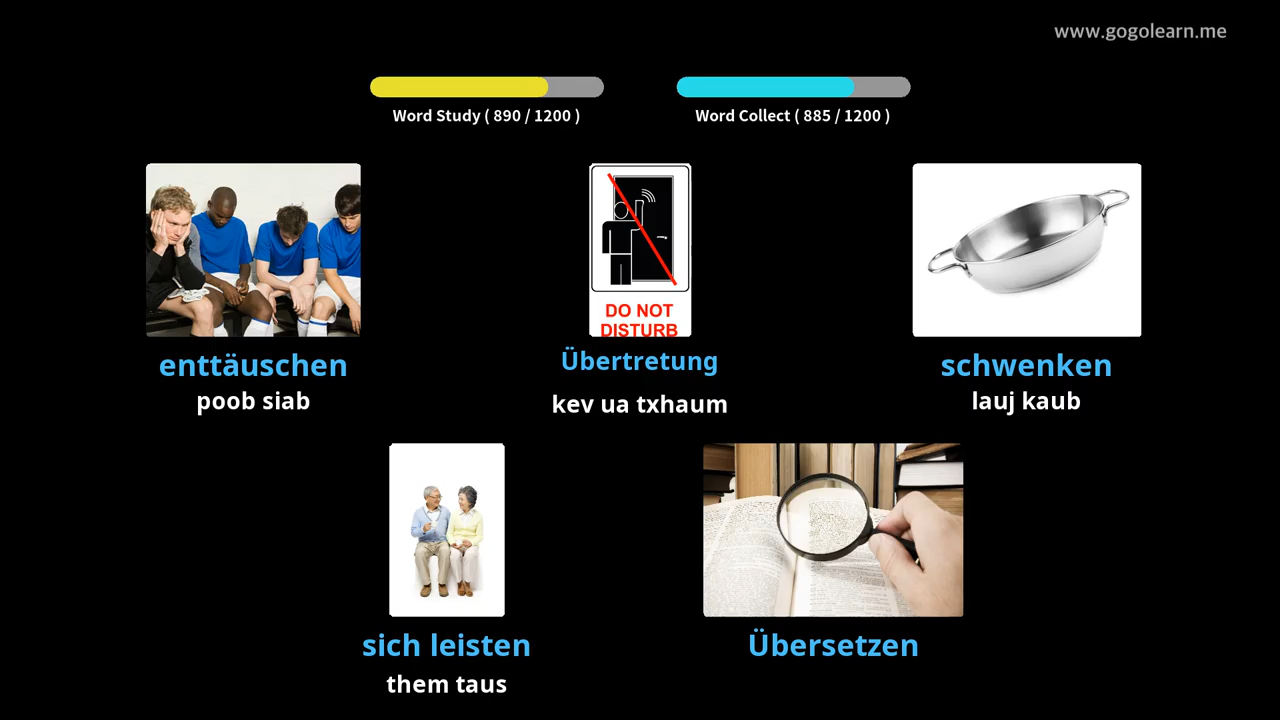 www.gogolearn.me
Word Study ( 890 / 1200 )
Word Collect ( 885 / 1200 )
DO NOT
DISTURB
enttäuschen
poob siab
Übertretung
kev ua txhaum
schwenken
lauj kaub
sich leisten
them taus
Übersetzen